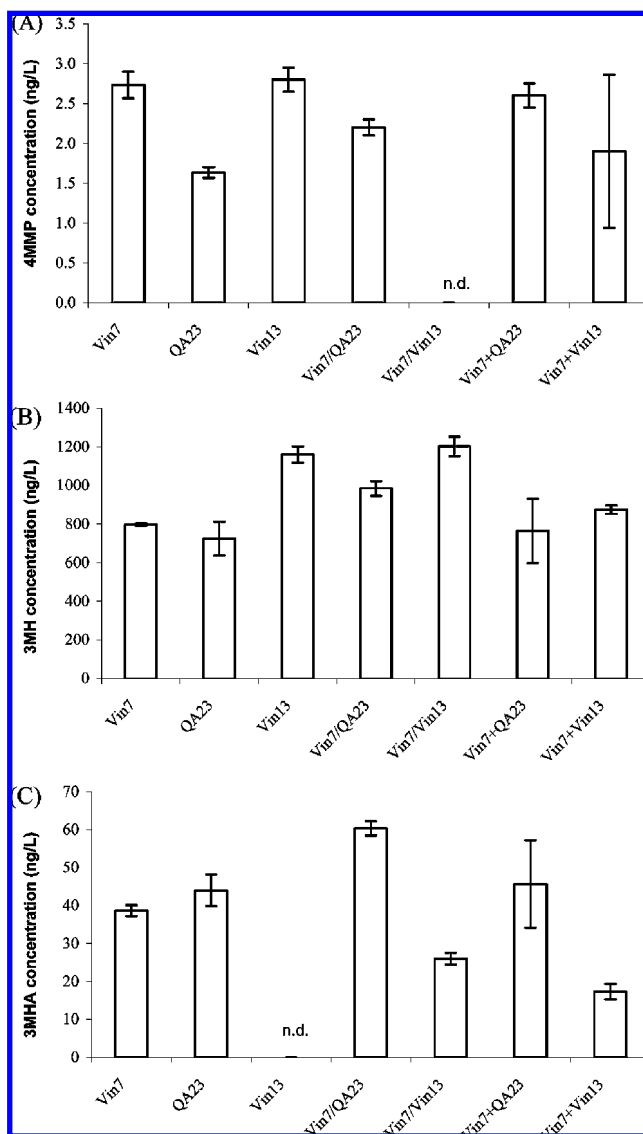 (A)
4MMP concentration (ng/L)
3.5
3.0
2.5
2.0
1.5
1.0
0.5
0.0
n.d.
Vin7
QA23
Vin13
Vin7/QA23
Vin7/Vin13
Vin7+QA23
Vin7+Vin13
(B)
3MH concentration (ng/L)
1400
1200
1000
800
600
400
200
0
Vin7
QA23
Vin13
Vin7/QA23
Vin7/Vin13
Vin7+QA23
Vin7+Vin13
(C)
3MHA concentration (ng/L)
70
60
50
40
30
20
10
0
n.d.
Vin7
QA23
Vin13
Vin7/QA23
Vin7/Vin13
Vin7+QA23
Vin7+Vin13